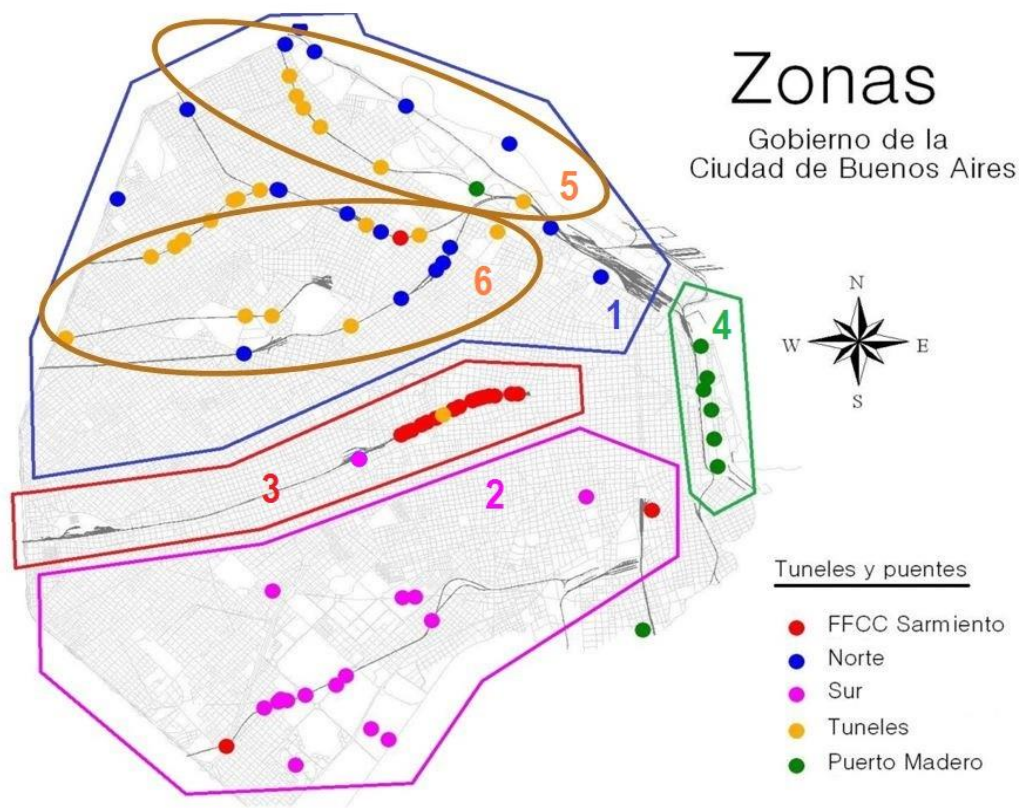 Zonas
Gobierno de la
Ciudad de Buenos Aires
5
6
1
4
N
W
E
S
3
2
Tuneles y puentes
FFCC Sarmiento
Norte
Sur
Tuneles
Puerto Madero